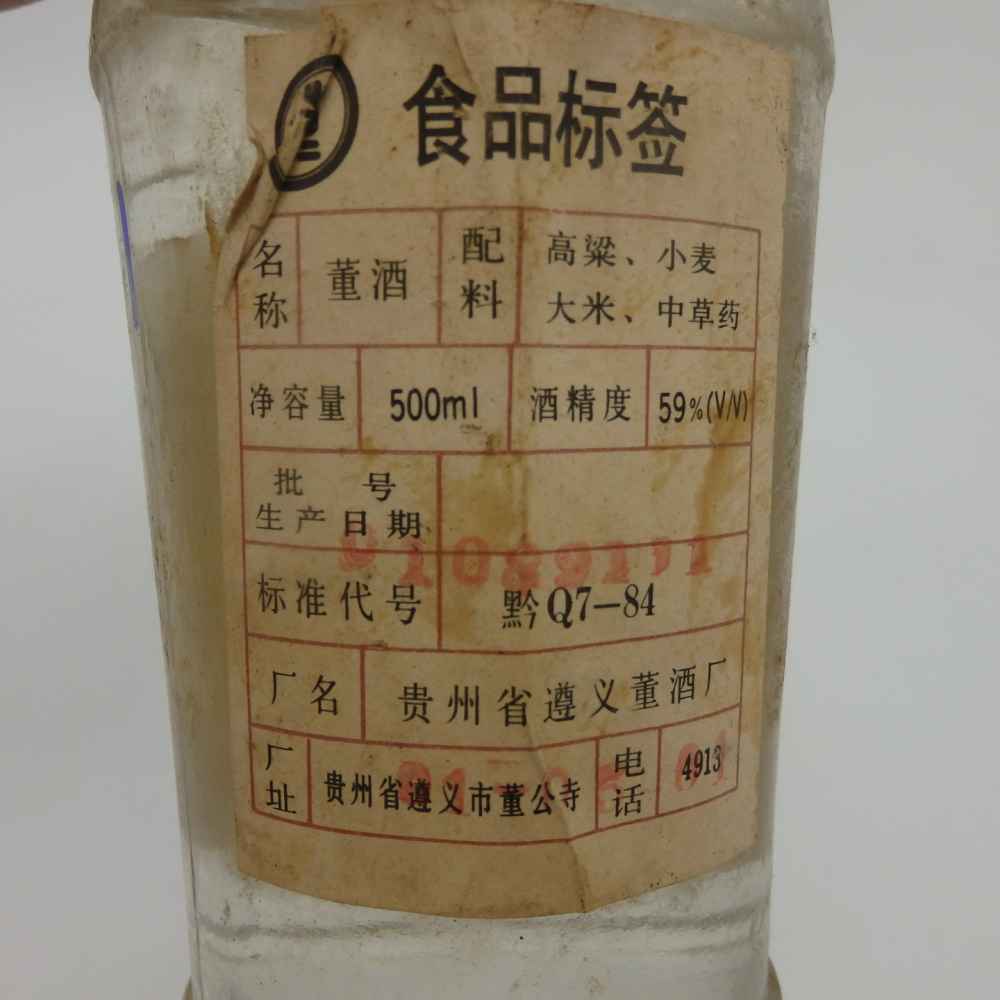 食品标签
名称 董酒 配料 高粱、小麦
大米、中草药
净容量 500ml 酒精度 59%(V/V)
批号
生产日期
标准代号 黔Q7-84
厂名 贵州省遵义董酒厂
厂址 贵州省遵义市董公寺 电话 4913